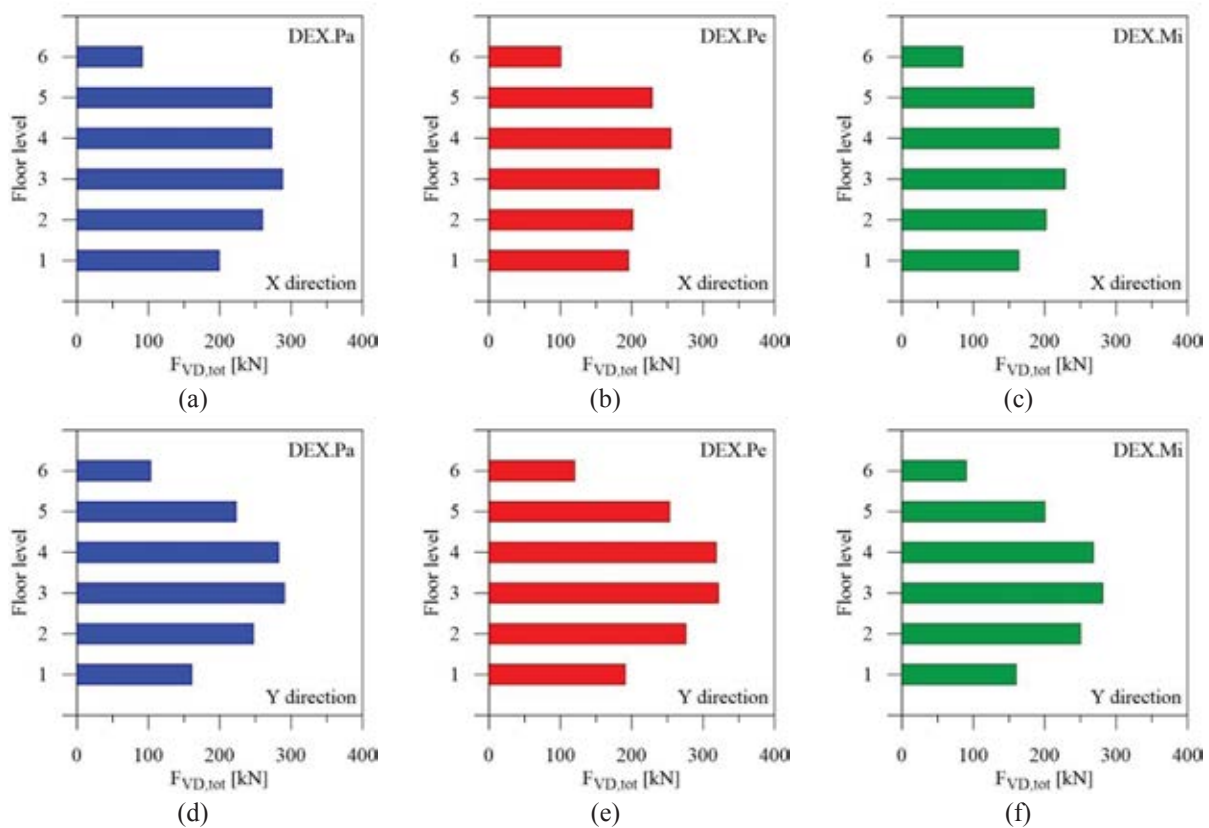 DEX.Pa
6
5
4
3
2
1
Floor level
X direction
0 100 200 300 400
F_VD,tot [kN]
(a)
DEX.Pe
6
5
4
3
2
1
Floor level
X direction
0 100 200 300 400
F_VD,tot [kN]
(b)
DEX.Mi
6
5
4
3
2
1
Floor level
X direction
0 100 200 300 400
F_VD,tot [kN]
(c)
DEX.Pa
6
5
4
3
2
1
Floor level
Y direction
0 100 200 300 400
F_VD,tot [kN]
(d)
DEX.Pe
6
5
4
3
2
1
Floor level
Y direction
0 100 200 300 400
F_VD,tot [kN]
(e)
DEX.Mi
6
5
4
3
2
1
Floor level
Y direction
0 100 200 300 400
F_VD,tot [kN]
(f)